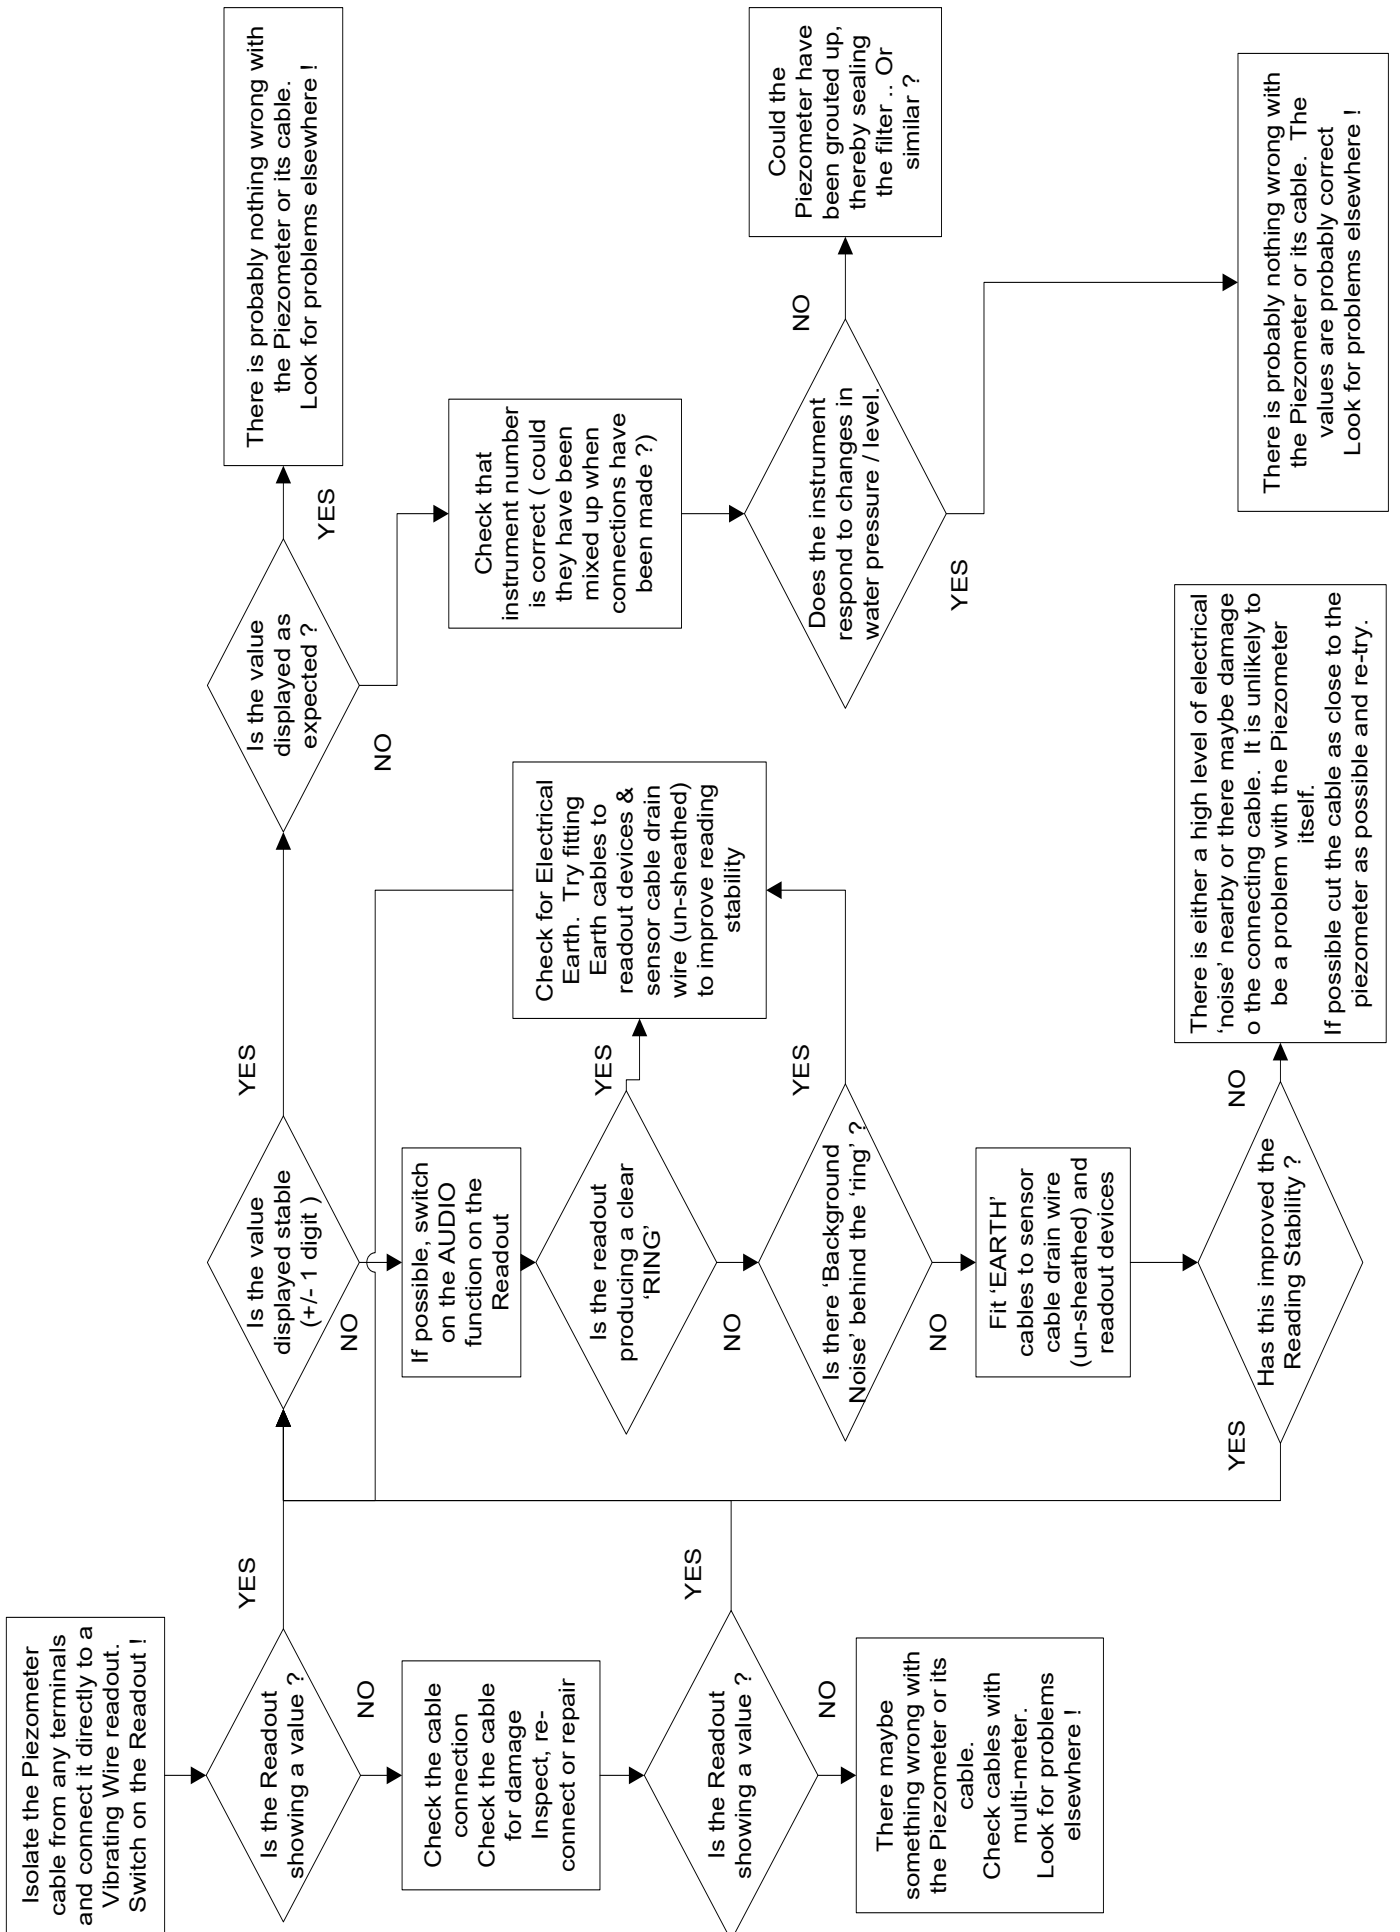 Isolate the Piezometer
cable from any terminals
and connect it directly to a
Vibrating Wire readout.
Switch on the Readout !
Is the Readout
showing a value ?
YES
NO
Check the cable
connection
Check the cable
for damage
Inspect, re-
connect or repair
Is the Readout
showing a value ?
YES
NO
There maybe
something wrong with
the Piezometer or its
cable.
Check cables with
multi-meter.
Look for problems
elsewhere !
Is the value
displayed stable
(+/- 1 digit )
YES
NO
If possible, switch
on the AUDIO
function on the
Readout
Is the readout
producing a clear
‘RING’
YES
NO
Is there ‘Background
Noise’ behind the ‘ring’ ?
YES
NO
Fit ‘EARTH’
cables to sensor
cable drain wire
(un-sheathed) and
readout devices
Has this improved the
Reading Stability ?
YES
NO
Check for Electrical
Earth.  Try fitting
Earth cables to
readout devices &
sensor cable drain
wire (un-sheathed)
to improve reading
stability
There is either a high level of electrical
‘noise’ nearby or there maybe damage
o the connecting cable.  It is unlikely to
be a problem with the Piezometer
itself.
If possible cut the cable as close to the
piezometer as possible and re-try.
Is the value
displayed as
expected ?
YES
NO
There is probably nothing wrong with
the Piezometer or its cable.
Look for problems elsewhere !
Check that
instrument number
is correct ( could
they have been
mixed up when
connections have
been made ?)
Does the instrument
respond to changes in
water pressure / level.
NO
YES
Could the
Piezometer have
been grouted up,
thereby sealing
the filter .. Or
similar ?
There is probably nothing wrong with
the Piezometer or its cable.  The
values are probably correct
Look for problems elsewhere !